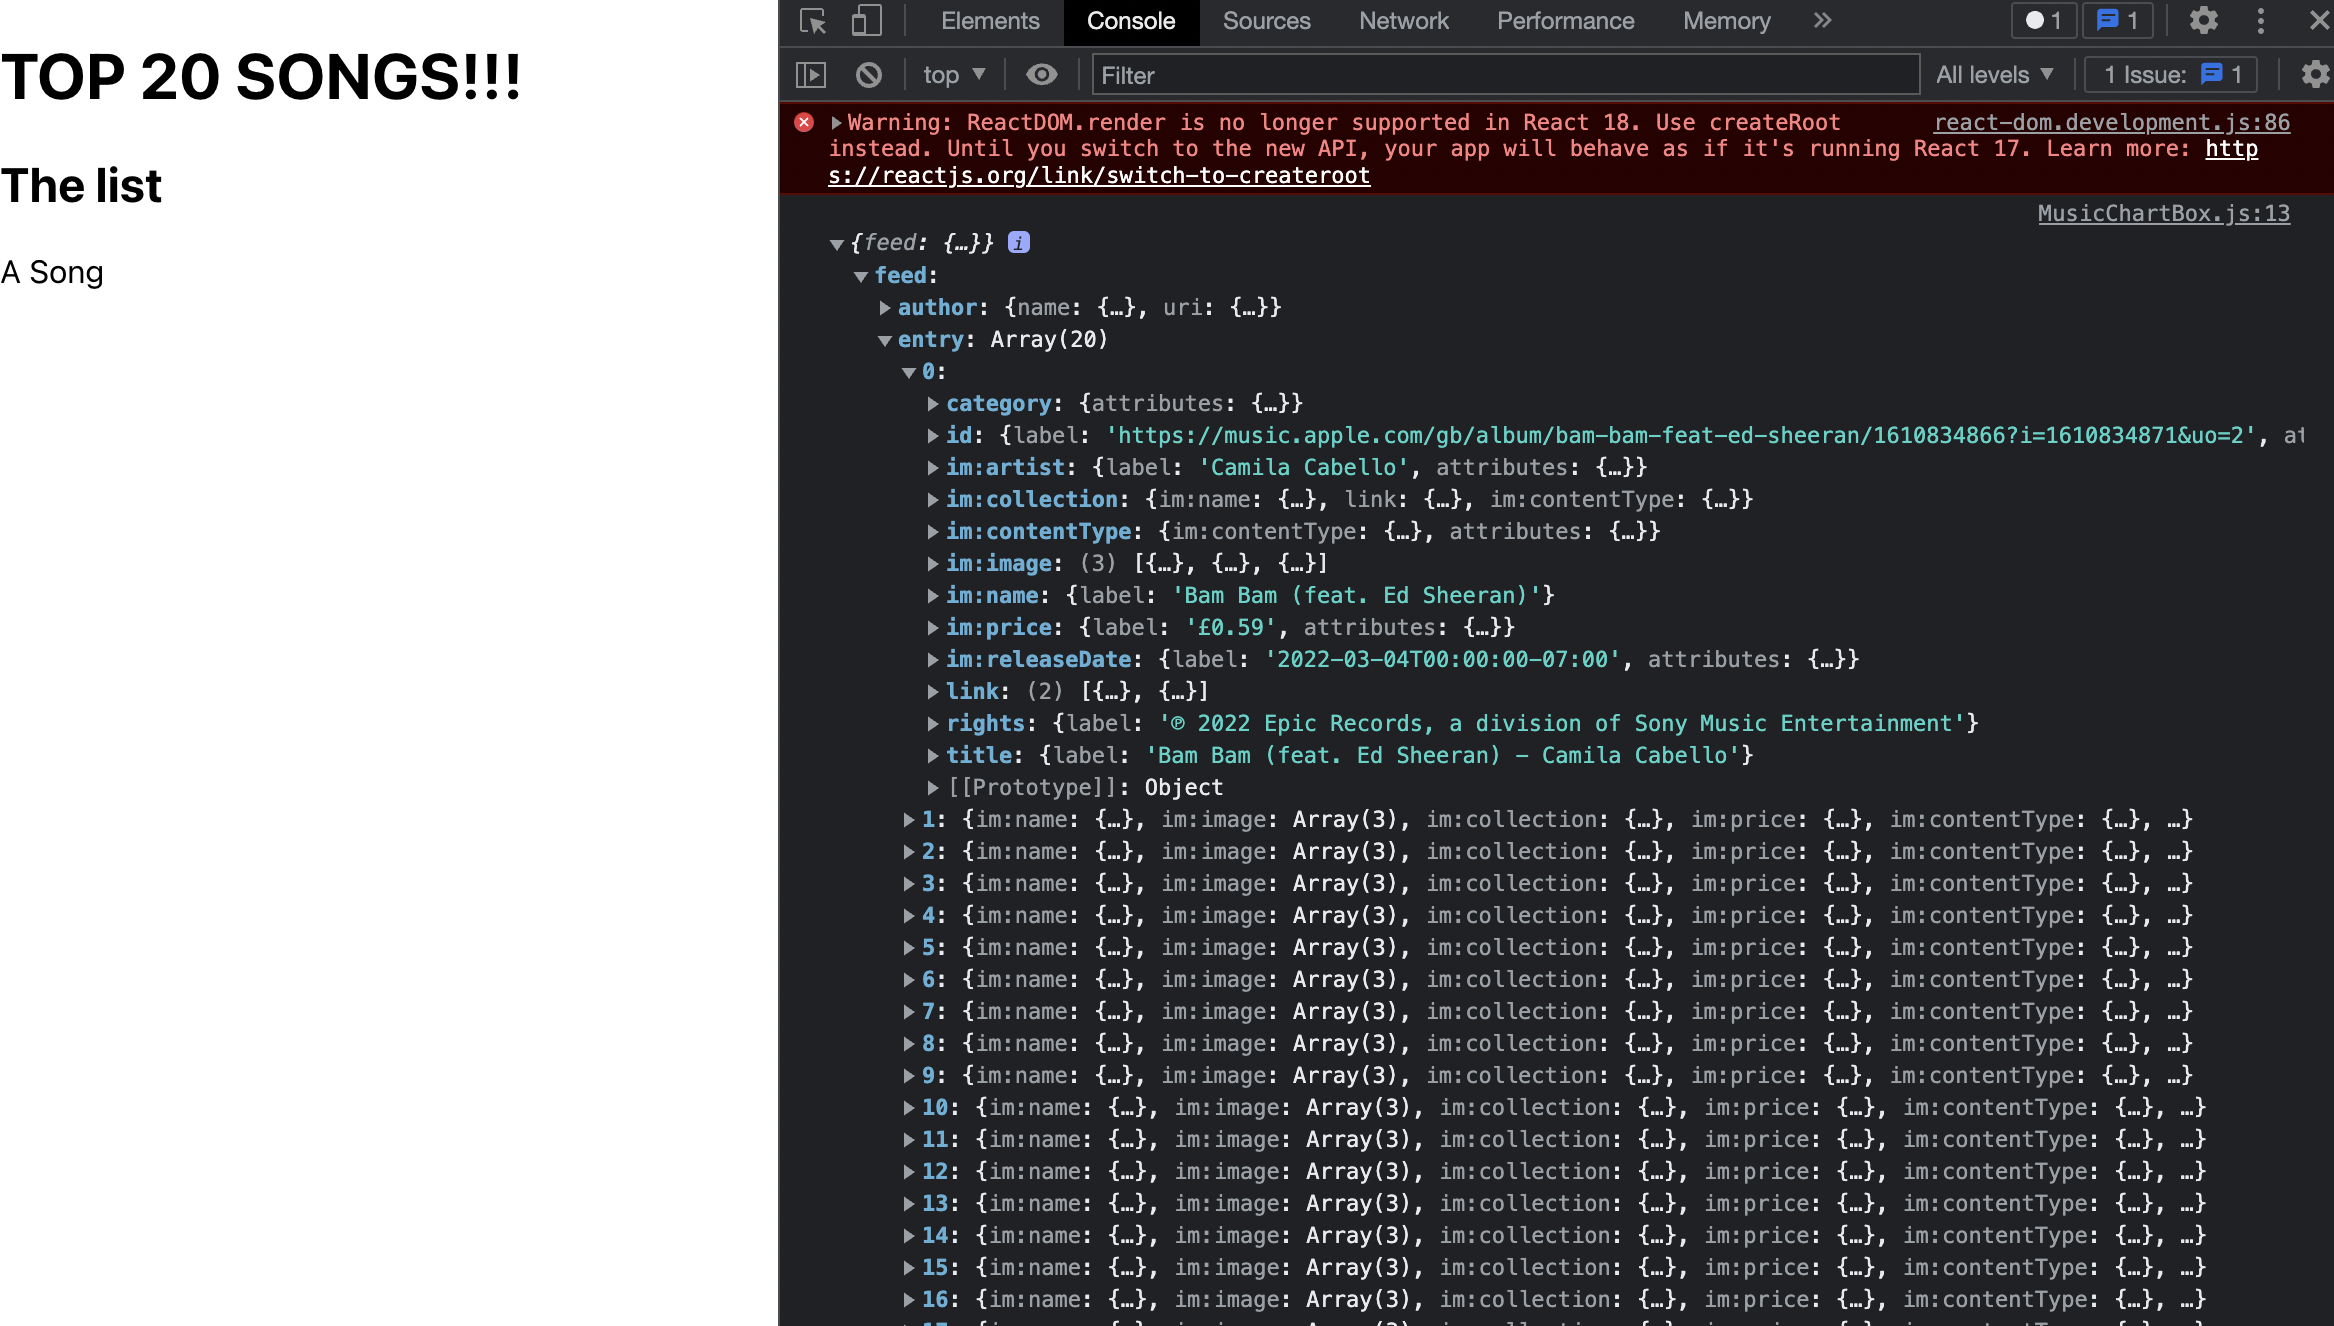 TOP 20 SONGS!!!
The list
A Song
Elements Console Sources Network Performance Memory » 1 1
top ▼ Filter All levels ▼ 1 Issue: 1
▶Warning: ReactDOM.render is no longer supported in React 18. Use createRoot react-dom.development.js:86
instead. Until you switch to the new API, your app will behave as if it's running React 17. Learn more: http
s://reactjs.org/link/switch-to-createroot
MusicChartBox.js:13
▼{feed: {…}} i
▼feed:
▶author: {name: {…}, uri: {…}}
▼entry: Array(20)
▼0:
▶category: {attributes: {…}}
▶id: {label: 'https://music.apple.com/gb/album/bam-bam-feat-ed-sheeran/1610834866?i=1610834871&uo=2', at
▶im:artist: {label: 'Camila Cabello', attributes: {…}}
▶im:collection: {im:name: {…}, link: {…}, im:contentType: {…}}
▶im:contentType: {im:contentType: {…}, attributes: {…}}
▶im:image: (3) [{…}, {…}, {…}]
▶im:name: {label: 'Bam Bam (feat. Ed Sheeran)'}
▶im:price: {label: '£0.59', attributes: {…}}
▶im:releaseDate: {label: '2022-03-04T00:00:00-07:00', attributes: {…}}
▶link: (2) [{…}, {…}]
▶rights: {label: '℗ 2022 Epic Records, a division of Sony Music Entertainment'}
▶title: {label: 'Bam Bam (feat. Ed Sheeran) - Camila Cabello'}
▶[[Prototype]]: Object
▶1: {im:name: {…}, im:image: Array(3), im:collection: {…}, im:price: {…}, im:contentType: {…}, …}
▶2: {im:name: {…}, im:image: Array(3), im:collection: {…}, im:price: {…}, im:contentType: {…}, …}
▶3: {im:name: {…}, im:image: Array(3), im:collection: {…}, im:price: {…}, im:contentType: {…}, …}
▶4: {im:name: {…}, im:image: Array(3), im:collection: {…}, im:price: {…}, im:contentType: {…}, …}
▶5: {im:name: {…}, im:image: Array(3), im:collection: {…}, im:price: {…}, im:contentType: {…}, …}
▶6: {im:name: {…}, im:image: Array(3), im:collection: {…}, im:price: {…}, im:contentType: {…}, …}
▶7: {im:name: {…}, im:image: Array(3), im:collection: {…}, im:price: {…}, im:contentType: {…}, …}
▶8: {im:name: {…}, im:image: Array(3), im:collection: {…}, im:price: {…}, im:contentType: {…}, …}
▶9: {im:name: {…}, im:image: Array(3), im:collection: {…}, im:price: {…}, im:contentType: {…}, …}
▶10: {im:name: {…}, im:image: Array(3), im:collection: {…}, im:price: {…}, im:contentType: {…}, …}
▶11: {im:name: {…}, im:image: Array(3), im:collection: {…}, im:price: {…}, im:contentType: {…}, …}
▶12: {im:name: {…}, im:image: Array(3), im:collection: {…}, im:price: {…}, im:contentType: {…}, …}
▶13: {im:name: {…}, im:image: Array(3), im:collection: {…}, im:price: {…}, im:contentType: {…}, …}
▶14: {im:name: {…}, im:image: Array(3), im:collection: {…}, im:price: {…}, im:contentType: {…}, …}
▶15: {im:name: {…}, im:image: Array(3), im:collection: {…}, im:price: {…}, im:contentType: {…}, …}
▶16: {im:name: {…}, im:image: Array(3), im:collection: {…}, im:price: {…}, im:contentType: {…}, …}